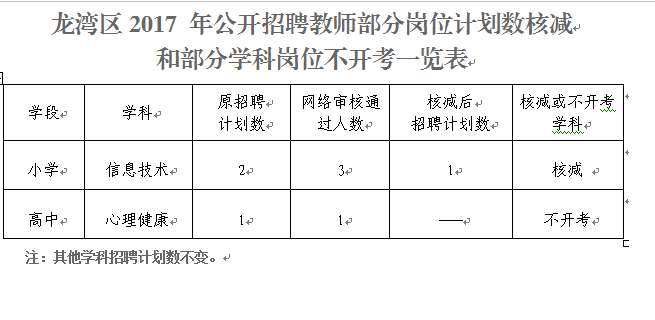 龙湾区 2017 年公开招聘教师部分岗位计划数核减
和部分学科岗位不开考一览表
学段 学科 原招聘计划数 网络审核通过人数 核减后招聘计划数 核减或不开考学科
小学 信息技术 2 3 1 核减
高中 心理健康 1 1 —— 不开考
注：其他学科招聘计划数不变。